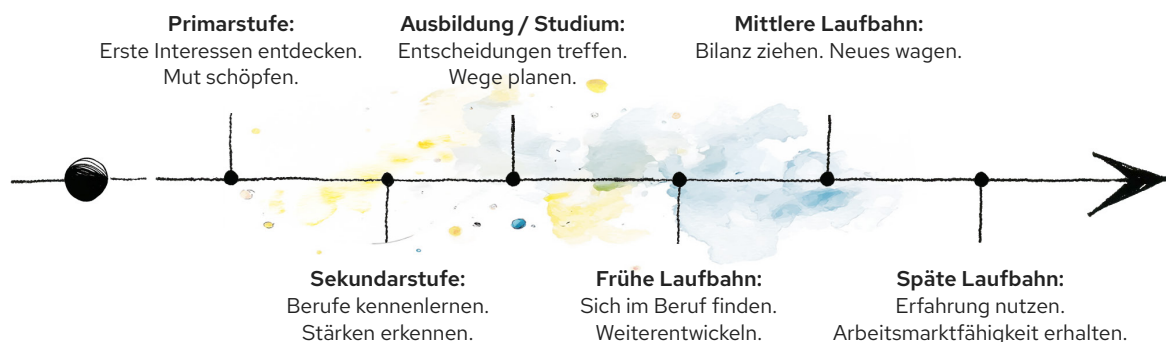 Primarstufe:
Erste Interessen entdecken.
Mut schöpfen.
Ausbildung / Studium:
Entscheidungen treffen.
Wege planen.
Mittlere Laufbahn:
Bilanz ziehen. Neues wagen.
Sekundarstufe:
Berufe kennenlernen.
Stärken erkennen.
Frühe Laufbahn:
Sich im Beruf finden.
Weiterentwickeln.
Späte Laufbahn:
Erfahrung nutzen.
Arbeitsmarktfähigkeit erhalten.